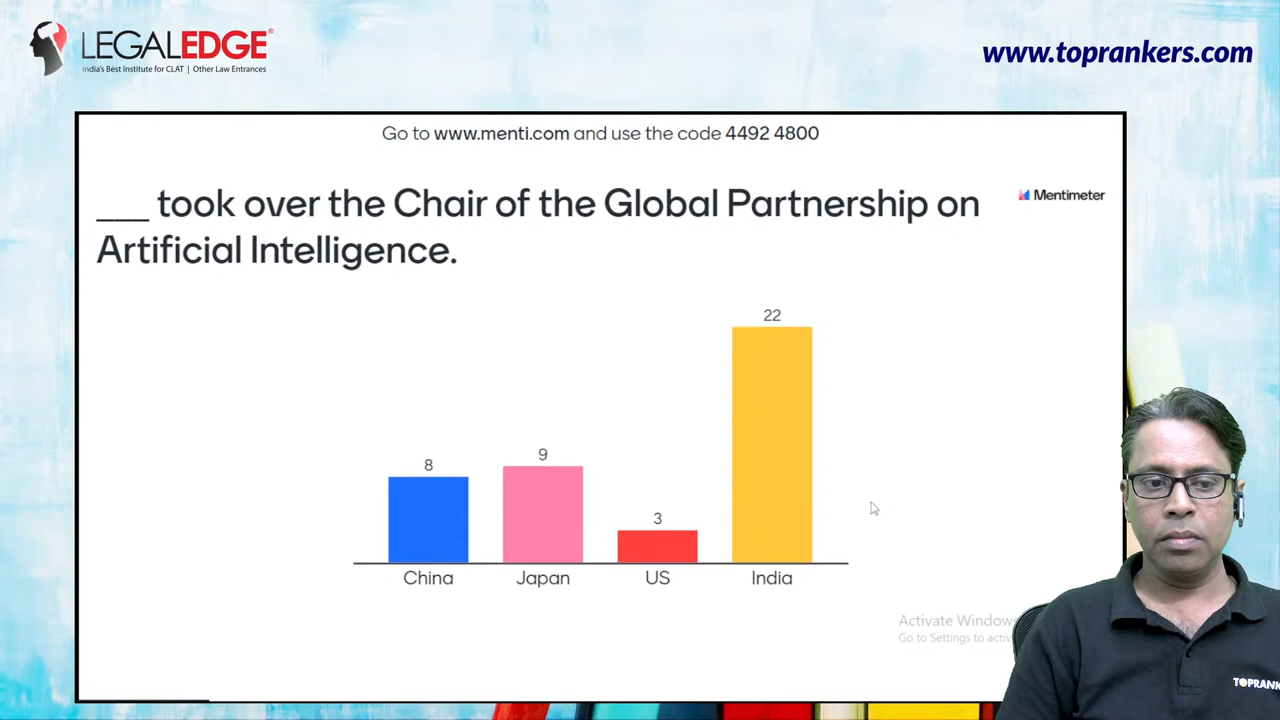 LEGALEDGE®
India's Best Institute for CLAT | Other Law Entrances
www.toprankers.com
Go to www.menti.com and use the code 4492 4800
___ took over the Chair of the Global Partnership on
Artificial Intelligence.
Mentimeter
22
8
9
3
China
Japan
US
India
Activate Windows
Go to Settings to activ
TOPRANK